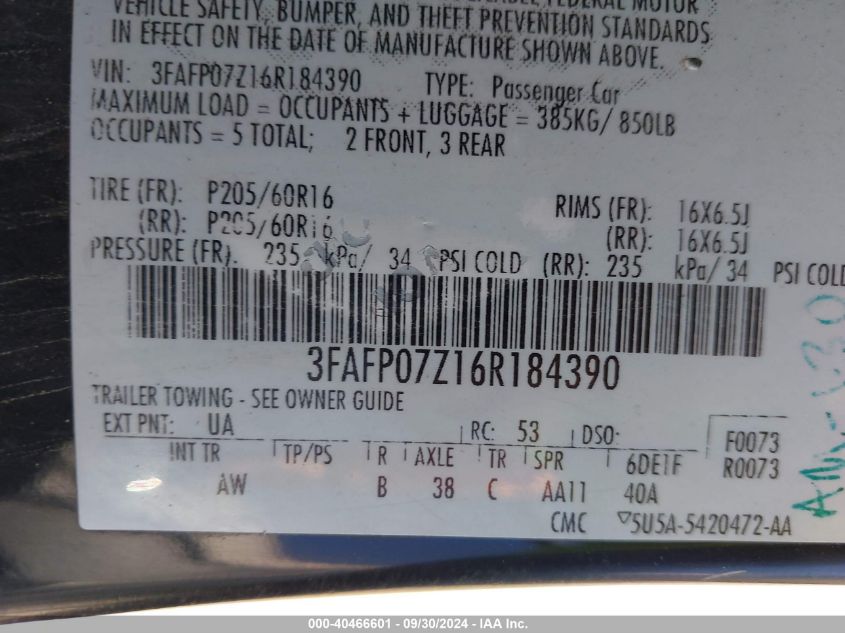 VEHICLE SAFETY, BUMPER, AND THEFT PREVENTION STANDARDS
IN EFFECT ON THE DATE OF MANUFACTURE SHOWN ABOVE.
VIN: 3FAFP07Z16R184390 TYPE: Passenger Car
MAXIMUM LOAD = OCCUPANTS + LUGGAGE = 385KG/ 850LB
OCCUPANTS = 5 TOTAL; 2 FRONT, 3 REAR
TIRE (FR): P205/60R16 RIMS (FR): 16X6.5J
(RR): P205/60R16 (RR): 16X6.5J
PRESSURE (FR). 235 kPa/ 34 PSI COLD (RR): 235 kPa/ 34 PSI COLD
3FAFP07Z16R184390
TRAILER TOWING - SEE OWNER GUIDE
EXT PNT: UA RC: 53 DSO: F0073
INT TR TP/PS R AXLE TR SPR 6DE1F R0073
AW B 38 C AA11 40A
CMC 5U5A-5420472-AA
000-40466601 - 09/30/2024 - IAA Inc.